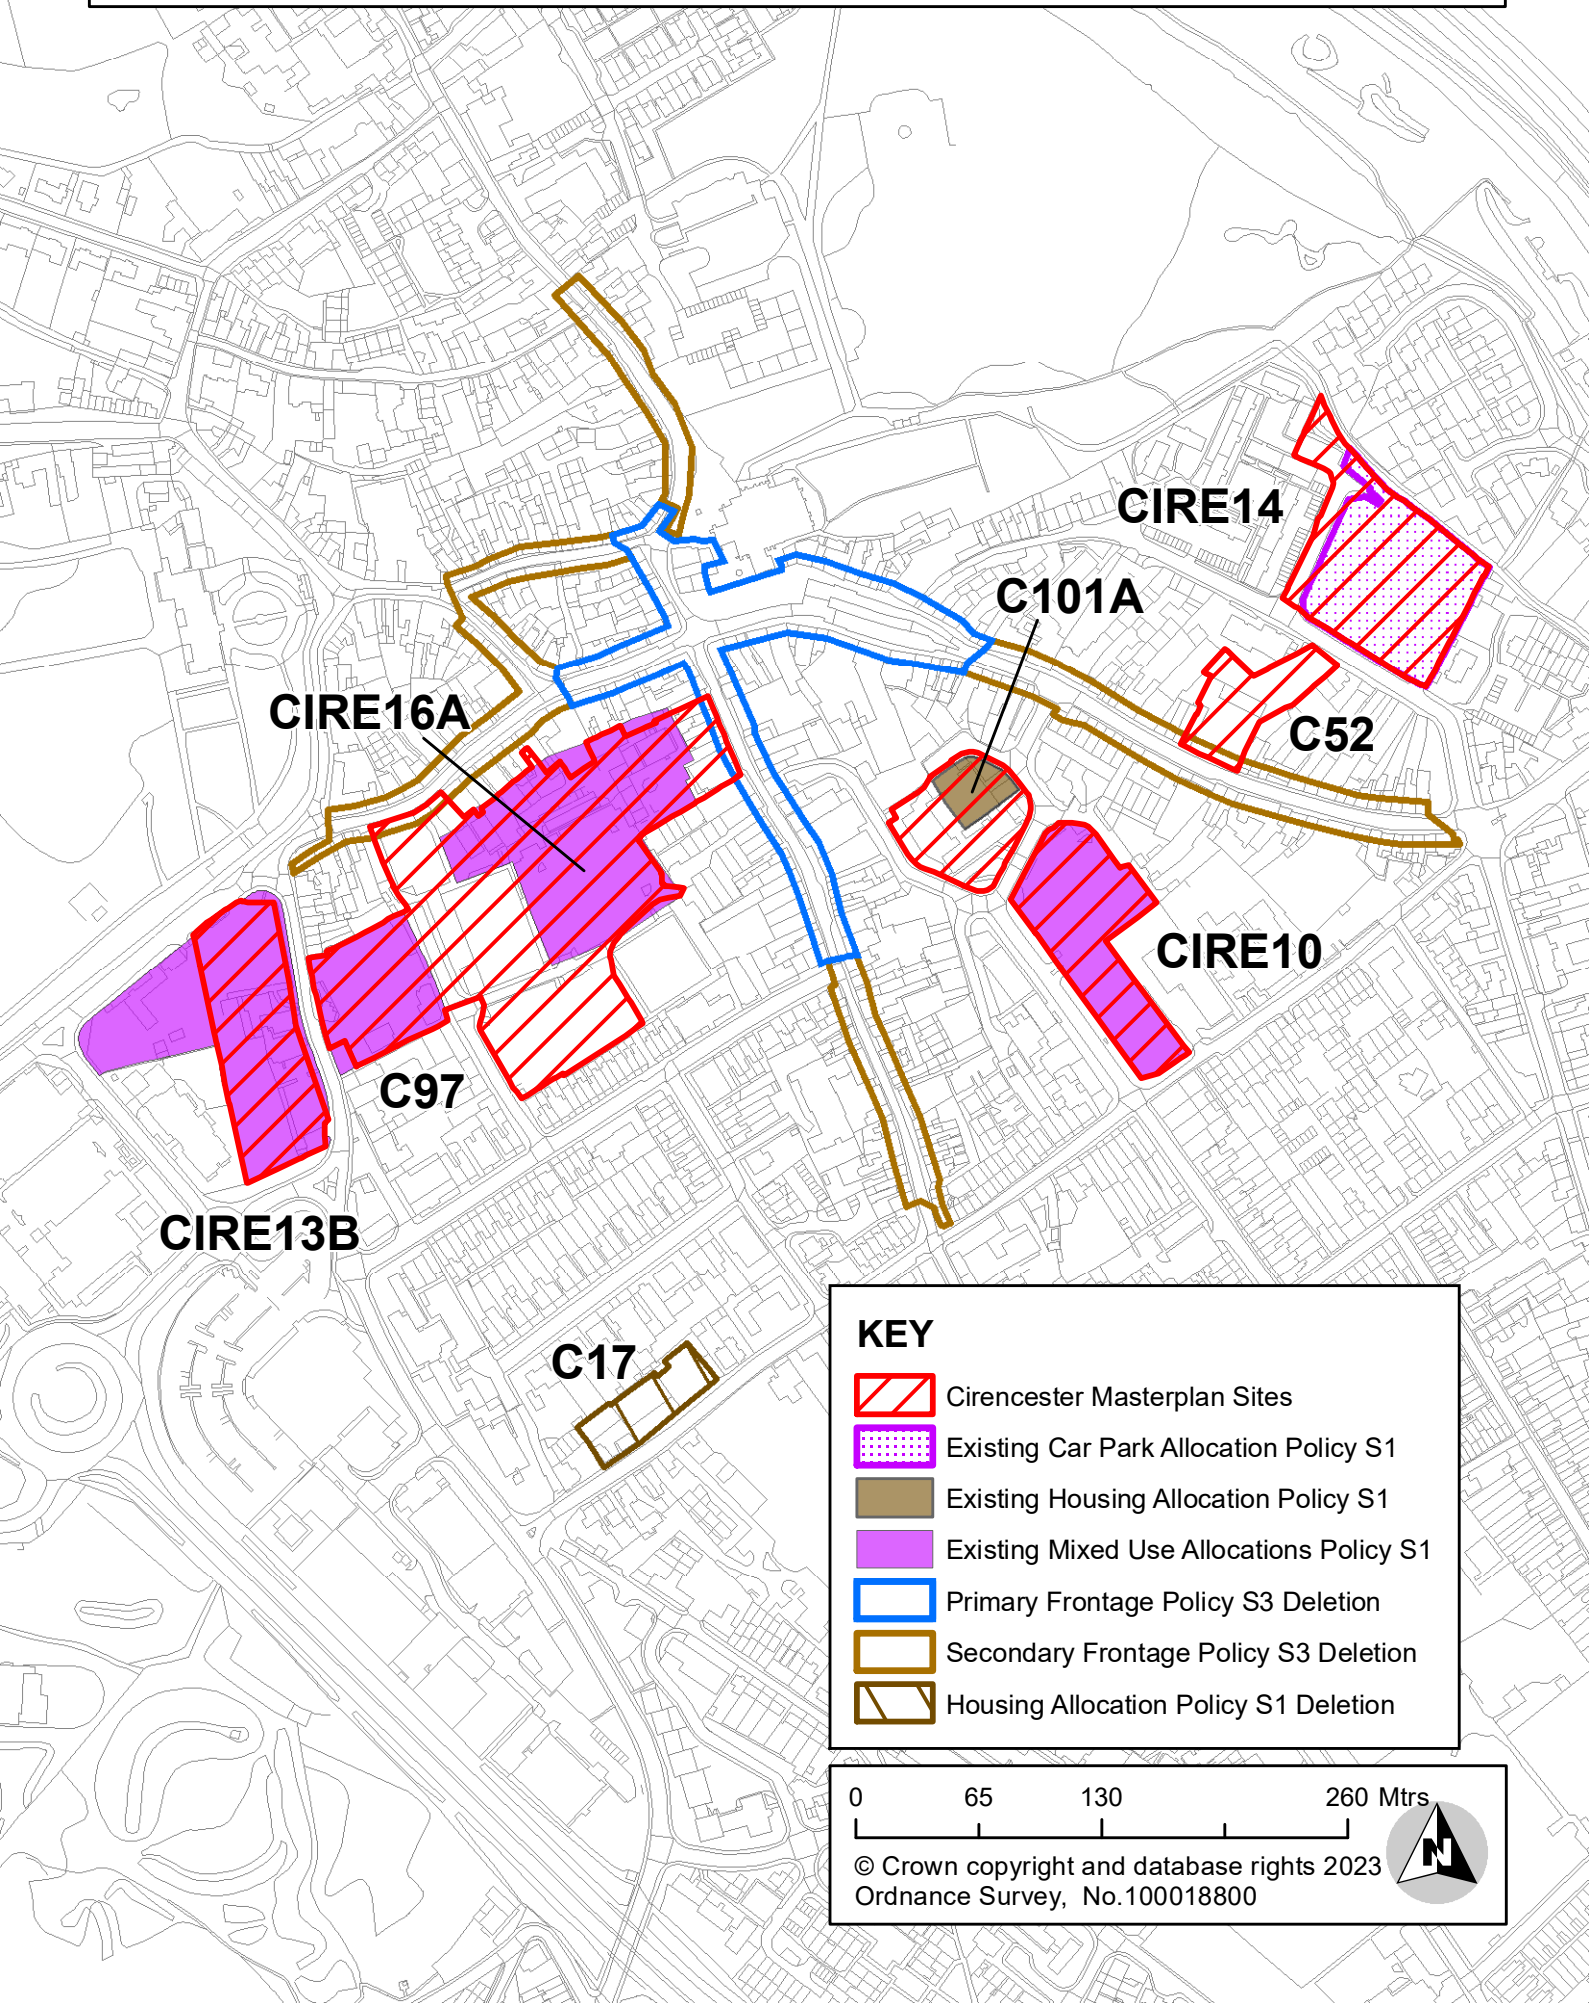 CIRE14
C101A
CIRE16A
C52
CIRE10
C97
CIRE13B
C17
KEY
Cirencester Masterplan Sites
Existing Car Park Allocation Policy S1
Existing Housing Allocation Policy S1
Existing Mixed Use Allocations Policy S1
Primary Frontage Policy S3 Deletion
Secondary Frontage Policy S3 Deletion
Housing Allocation Policy S1 Deletion
0 65 130 260 Mtrs
N
© Crown copyright and database rights 2023
Ordnance Survey, No.100018800